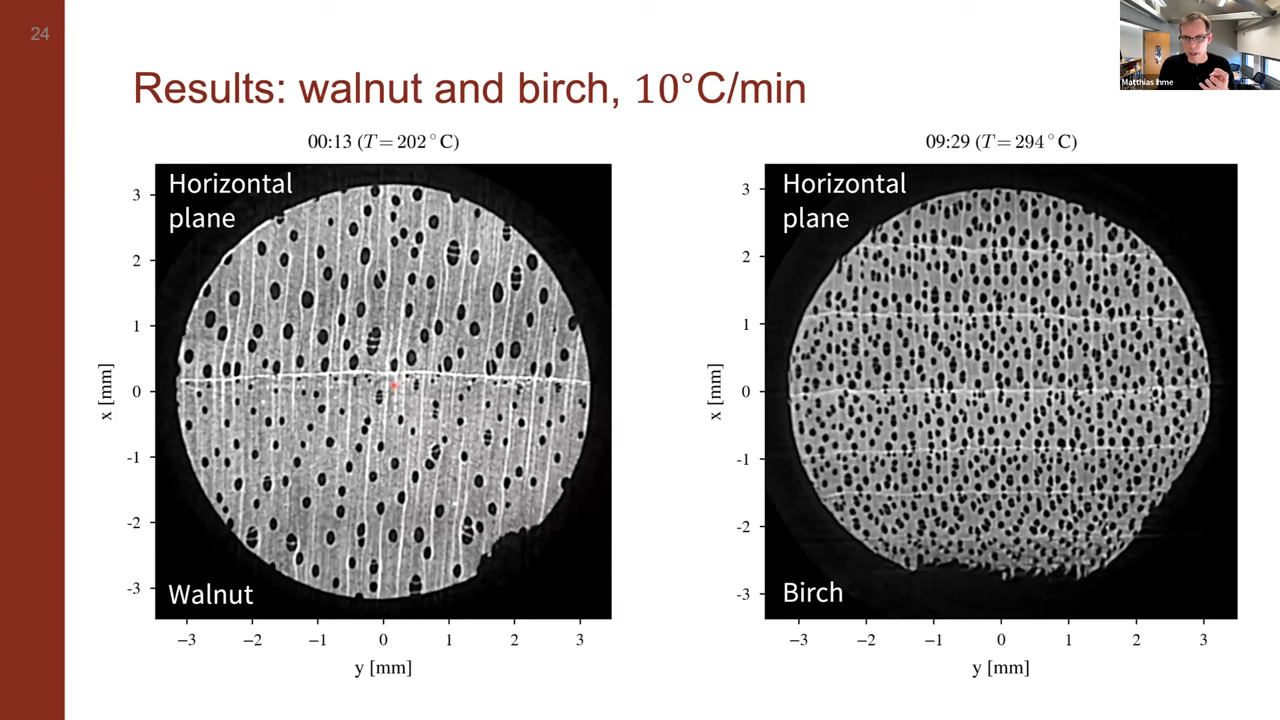 24
Matthias Ihme
Results: walnut and birch, 10°C/min
00:13 (T = 202 °C)
Horizontal
plane
Walnut
3
2
1
0
-1
-2
-3
x [mm]
−3
−2
−1
0
1
2
3
y [mm]
09:29 (T = 294 °C)
Horizontal
plane
Birch
3
2
1
0
-1
-2
-3
x [mm]
−3
−2
−1
0
1
2
3
y [mm]